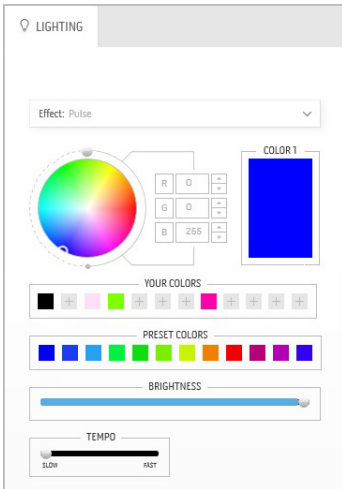 LIGHTING
Effect: Pulse
COLOR 1
R 0
G 0
B 255
YOUR COLORS
PRESET COLORS
BRIGHTNESS
TEMPO
SLOW FAST